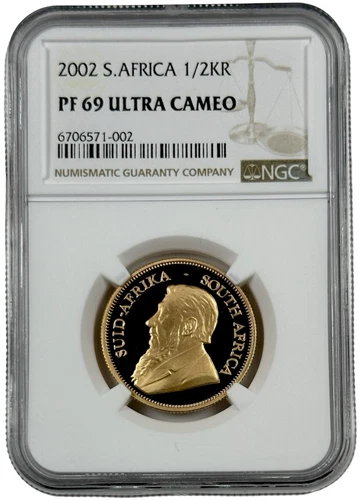 2002 S.AFRICA 1/2KR
PF 69 ULTRA CAMEO
6706571-002
NUMISMATIC GUARANTY COMPANY
NGC
SUID-AFRIKA - SOUTH AFRICA